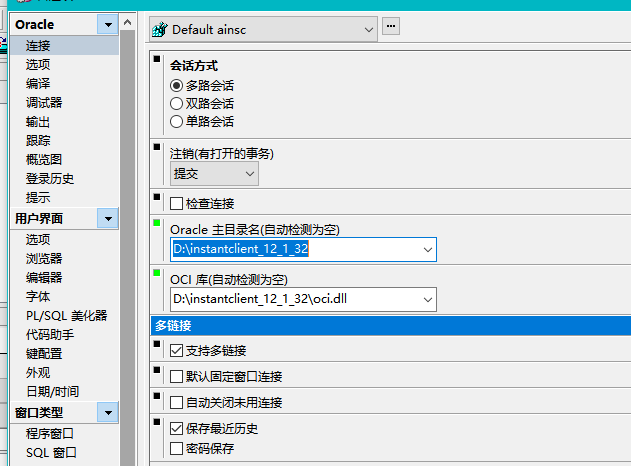 Oracle
连接
选项
编译
调试器
输出
跟踪
概览图
登录历史
提示
用户界面
选项
浏览器
编辑器
字体
PL/SQL 美化器
代码助手
键配置
外观
日期/时间
窗口类型
程序窗口
SQL 窗口
Default ainsc
...
会话方式
多路会话
双路会话
单路会话
注销(有打开的事务)
提交
检查连接
Oracle 主目录名(自动检测为空)
D:\instantclient_12_1_32
OCI 库(自动检测为空)
D:\instantclient_12_1_32\oci.dll
多链接
支持多链接
默认固定窗口连接
自动关闭未用连接
保存最近历史
密码保存